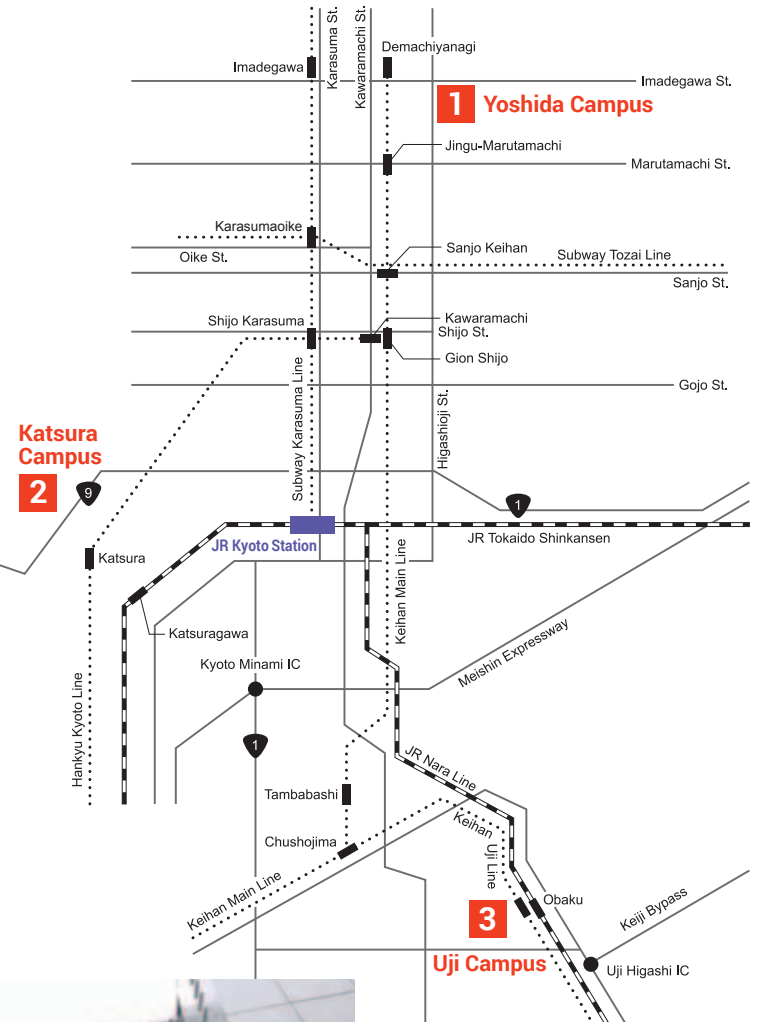 Karasuma St.
Kawaramachi St.
Demachiyanagi
Imadegawa
Imadegawa St.
1 Yoshida Campus
Jingu-Marutamachi
Marutamachi St.
Karasumaoike
Oike St.
Sanjo Keihan
Subway Tozai Line
Sanjo St.
Shijo Karasuma
Kawaramachi
Shijo St.
Gion Shijo
Subway Karasuma Line
Gojo St.
Higashioji St.
Katsura
Campus
2
9
1
JR Kyoto Station
JR Tokaido Shinkansen
Katsura
Keihan Main Line
Katsuragawa
Kyoto Minami IC
Meishin Expressway
Hankyu Kyoto Line
1
JR Nara Line
Tambabashi
Keihan
Uji Line
Chushojima
Keihan Main Line
Obaku
3
Uji Campus
Keiji Bypass
Uji Higashi IC